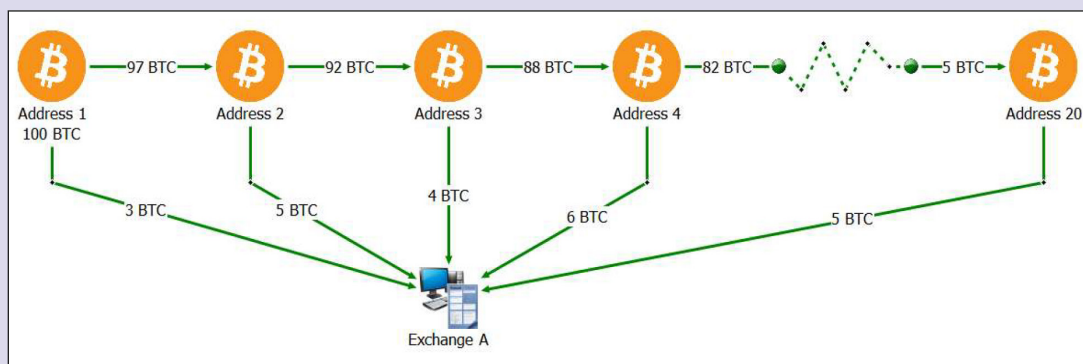 97 BTC
92 BTC
88 BTC
82 BTC
5 BTC
Address 1
Address 2
Address 3
Address 4
Address 20
100 BTC
3 BTC
5 BTC
4 BTC
6 BTC
5 BTC
Exchange A